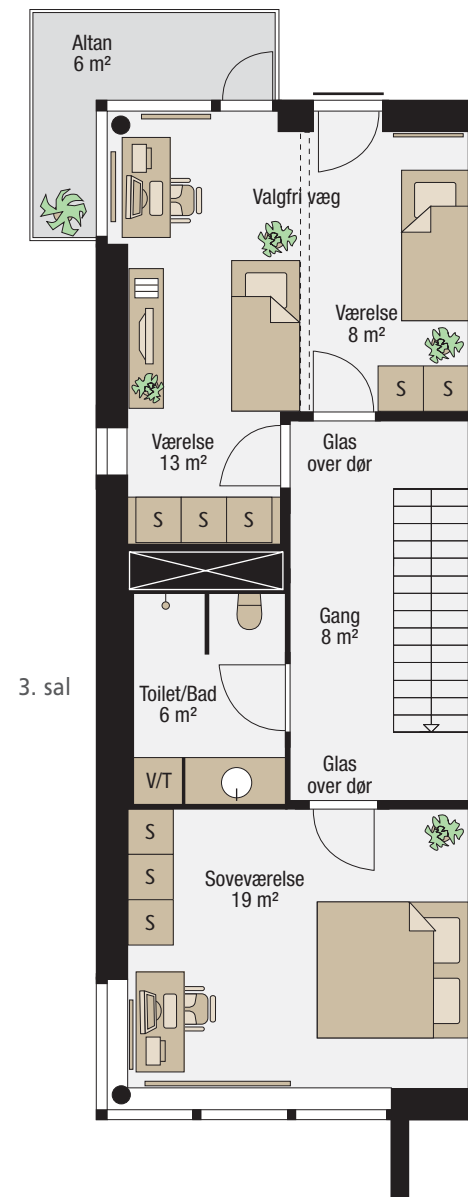 Altan
6 m²
Valgfri væg
Værelse
8 m²
S S
Værelse
13 m²
Glas
over dør
S S S
Gang
8 m²
3. sal
Toilet/Bad
6 m²
V/T
Glas
over dør
S
S
S
Soveværelse
19 m²